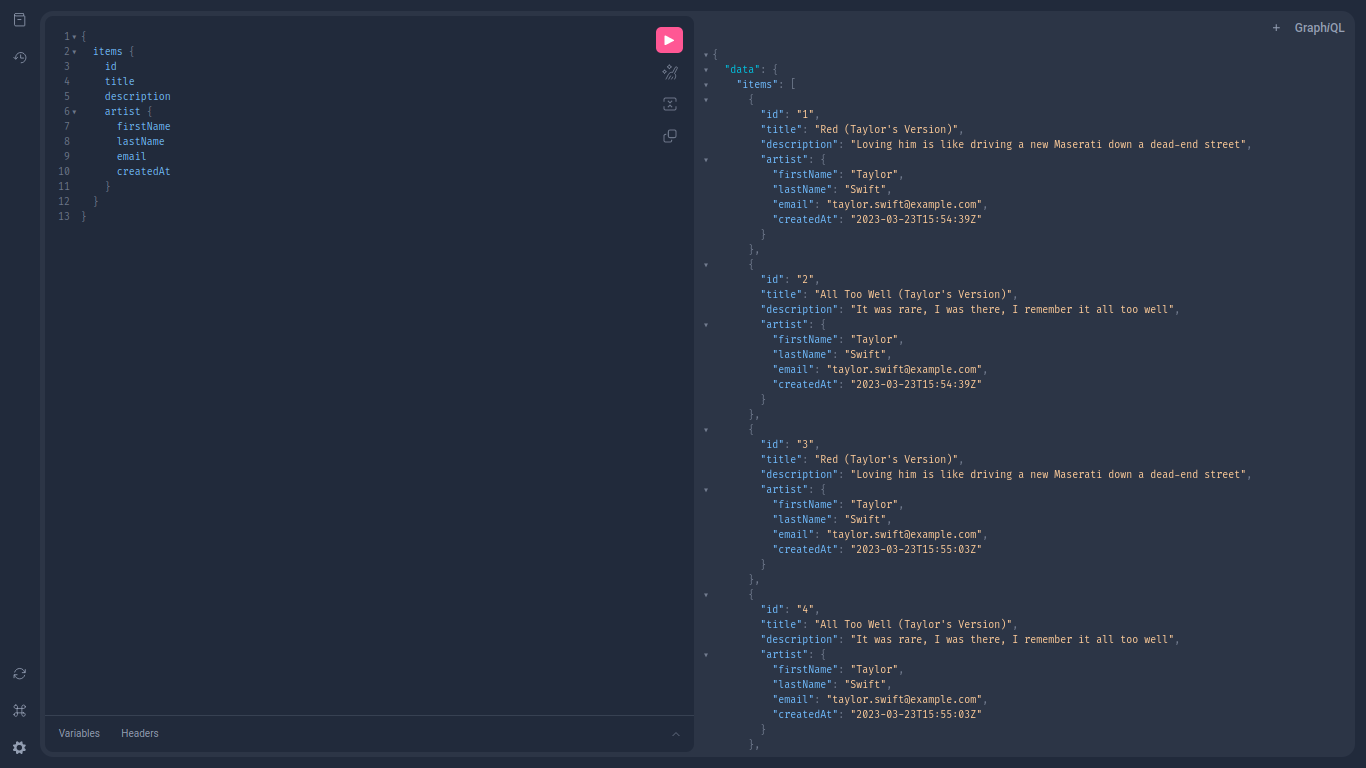 1 {
2 items {
3 id
4 title
5 description
6 artist {
7 firstName
8 lastName
9 email
10 createdAt
11 }
12 }
13 }
Variables Headers
+ GraphiQL
{
"data": {
"items": [
{
"id": "1",
"title": "Red (Taylor's Version)",
"description": "Loving him is like driving a new Maserati down a dead-end street",
"artist": {
"firstName": "Taylor",
"lastName": "Swift",
"email": "taylor.swift@example.com",
"createdAt": "2023-03-23T15:54:39Z"
}
},
{
"id": "2",
"title": "All Too Well (Taylor's Version)",
"description": "It was rare, I was there, I remember it all too well",
"artist": {
"firstName": "Taylor",
"lastName": "Swift",
"email": "taylor.swift@example.com",
"createdAt": "2023-03-23T15:54:39Z"
}
},
{
"id": "3",
"title": "Red (Taylor's Version)",
"description": "Loving him is like driving a new Maserati down a dead-end street",
"artist": {
"firstName": "Taylor",
"lastName": "Swift",
"email": "taylor.swift@example.com",
"createdAt": "2023-03-23T15:55:03Z"
}
},
{
"id": "4",
"title": "All Too Well (Taylor's Version)",
"description": "It was rare, I was there, I remember it all too well",
"artist": {
"firstName": "Taylor",
"lastName": "Swift",
"email": "taylor.swift@example.com",
"createdAt": "2023-03-23T15:55:03Z"
}
},